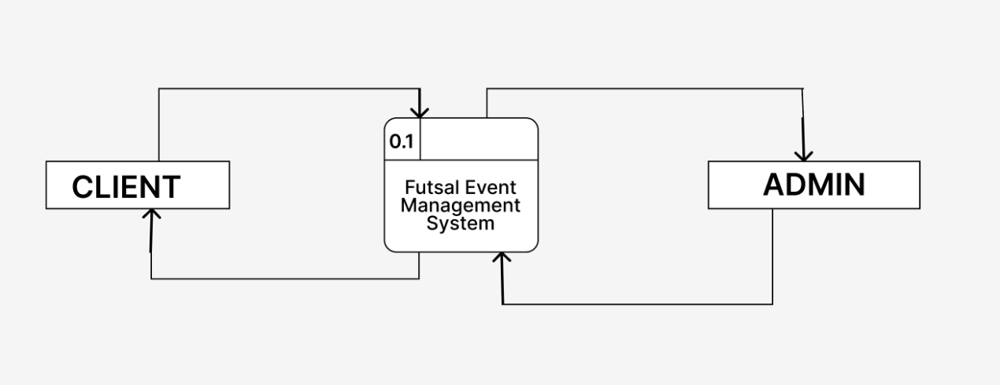 CLIENT
0.1
Futsal Event
Management
System
ADMIN